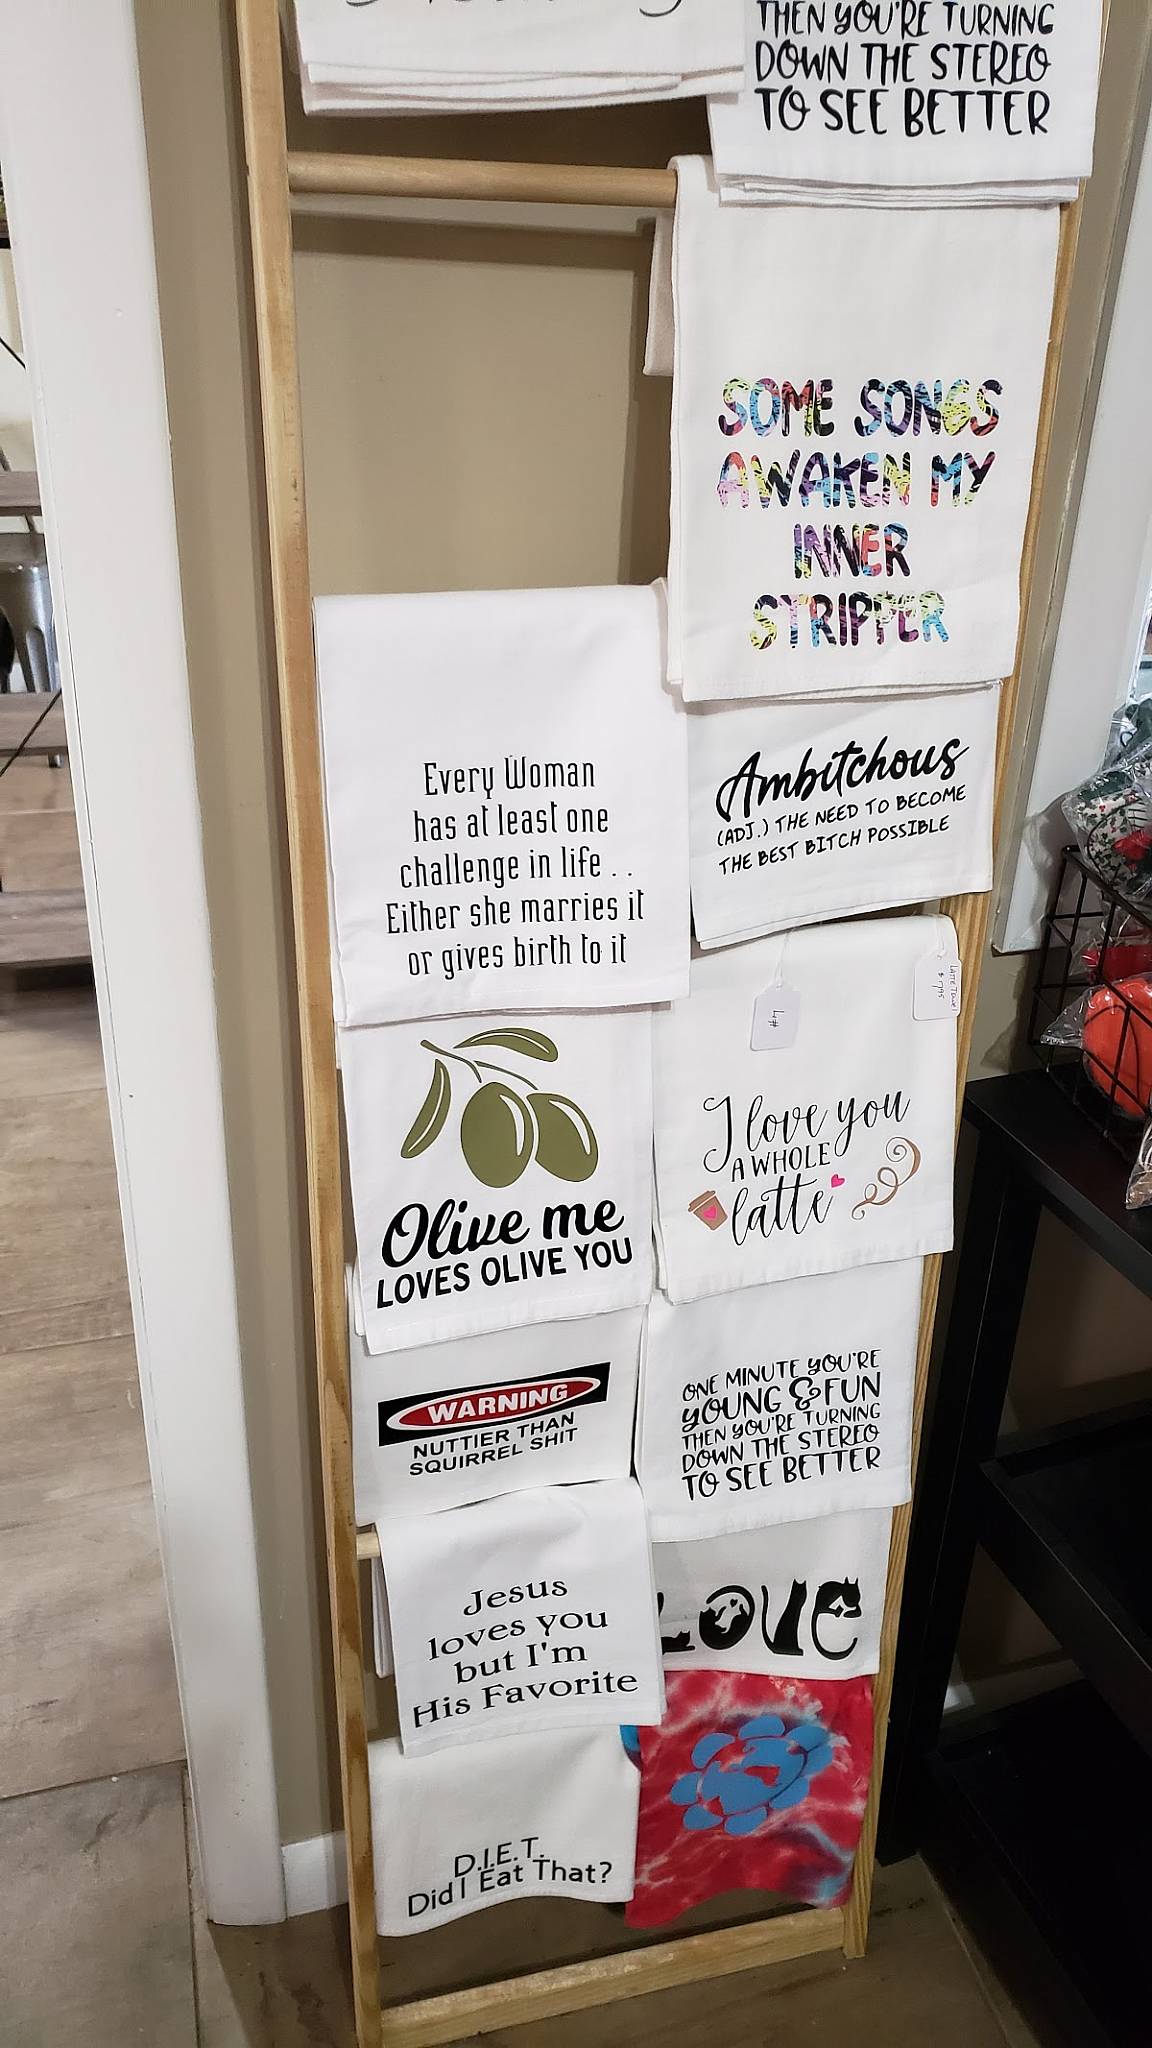 THEN YOU'RE TURNING
DOWN THE STEREO
TO SEE BETTER
SOME SONGS
AWAKEN MY
INNER
STRIPPER
Every Woman
has at least one
challenge in life . .
Either she marries it
or gives birth to it
Ambitchous
(ADJ.) THE NEED TO BECOME
THE BEST BITCH POSSIBLE
Olive me
LOVES OLIVE YOU
I love you
A WHOLE
latte
WARNING
NUTTIER THAN
SQUIRREL SHIT
ONE MINUTE YOU'RE
YOUNG & FUN
THEN YOU'RE TURNING
DOWN THE STEREO
TO SEE BETTER
Jesus
loves you
but I'm
His Favorite
LOVE
D.I.E.T.
Did I Eat That?